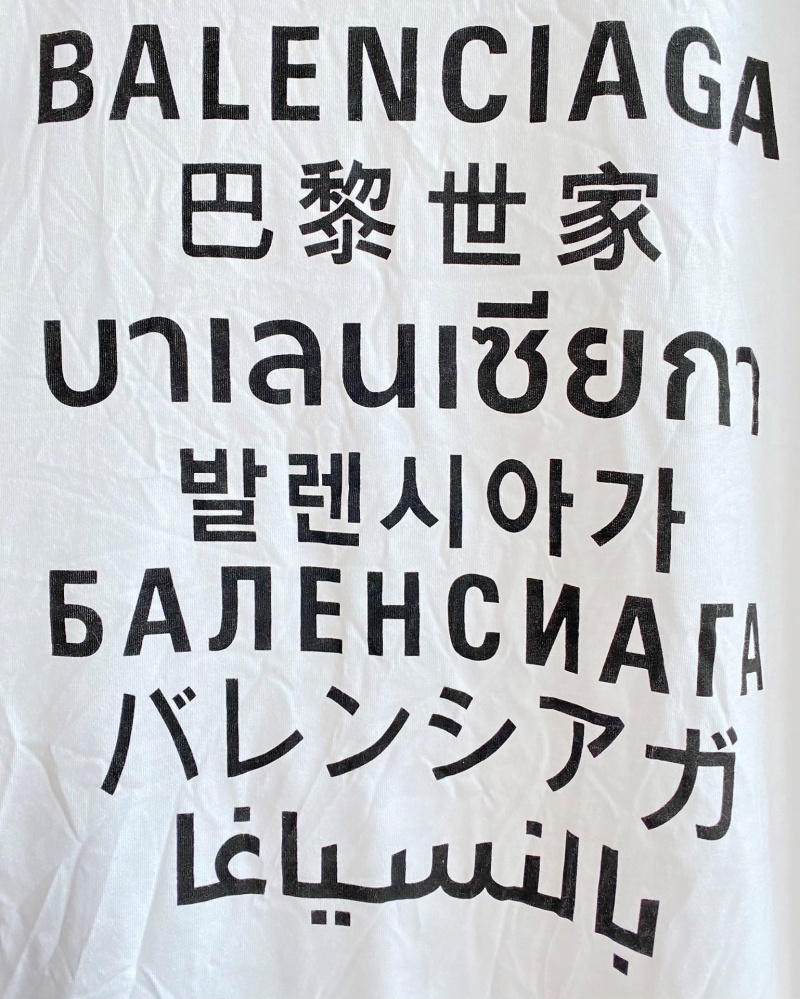 BALENCIAGA
巴黎世家
บาเลนเซียกา
발렌시아가
БАЛЕНСИАГА
バレンシアガ
بالنسياغا